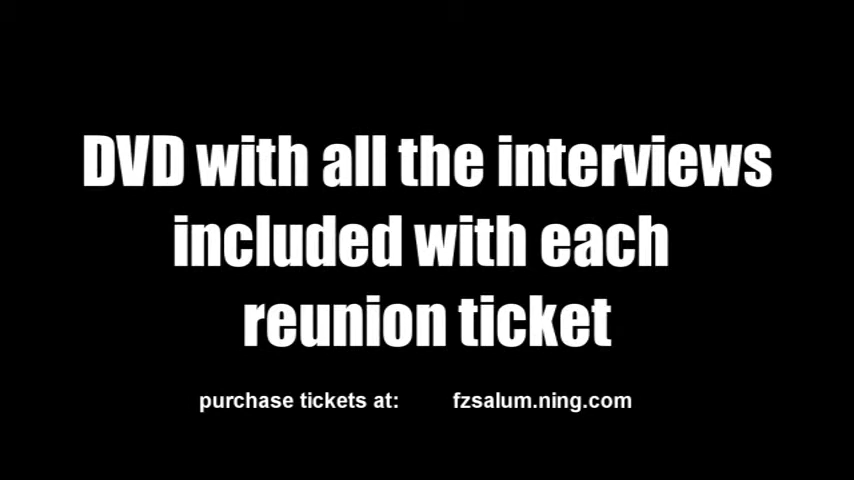 DVD with all the interviews
included with each
reunion ticket
purchase tickets at: fzsalum.ning.com